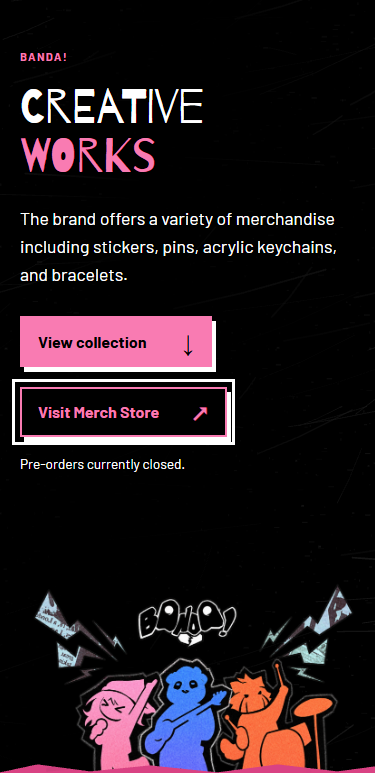 BANDA!
CREATIVE
WORKS
The brand offers a variety of merchandise
including stickers, pins, acrylic keychains,
and bracelets.
View collection ↓
Visit Merch Store ↗
Pre-orders currently closed.
BANDA!